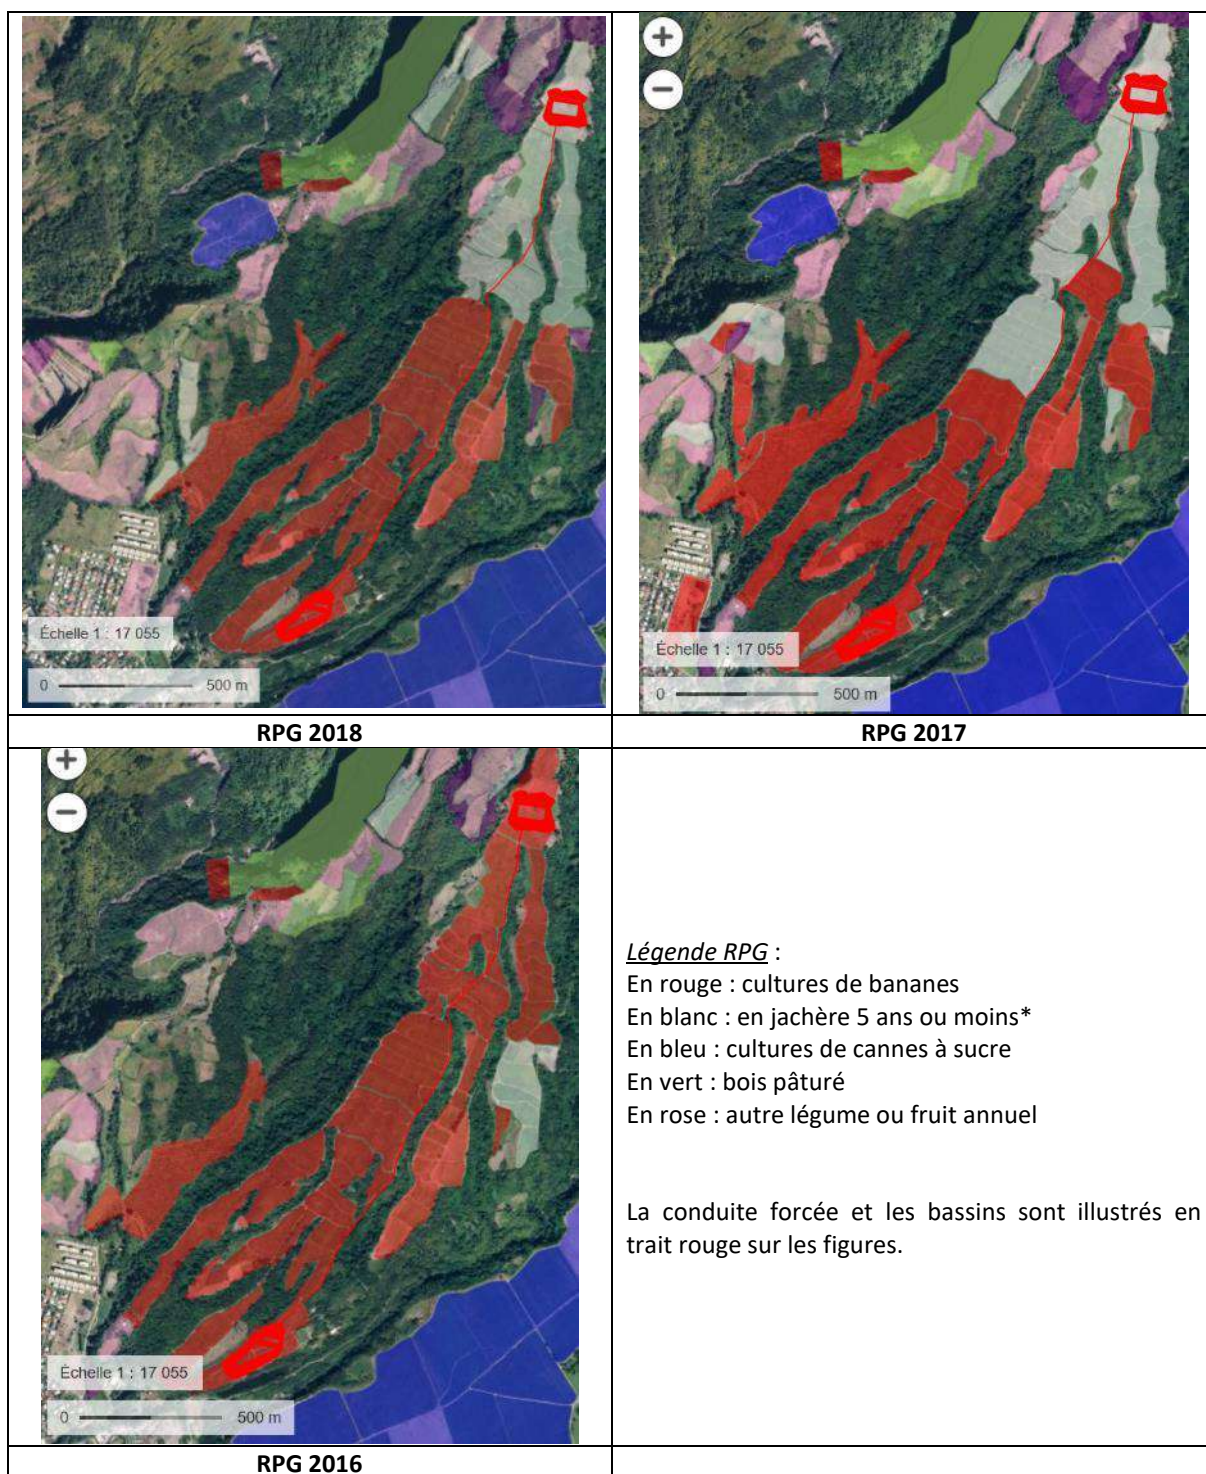 Échelle 1 : 17 055
0 500 m
+
−
Échelle 1 : 17 055
0 500 m
RPG 2018
RPG 2017
+
−
Échelle 1 : 17 055
0 500 m
Légende RPG :
En rouge : cultures de bananes
En blanc : en jachère 5 ans ou moins*
En bleu : cultures de cannes à sucre
En vert : bois pâturé
En rose : autre légume ou fruit annuel
La conduite forcée et les bassins sont illustrés en
trait rouge sur les figures.
RPG 2016